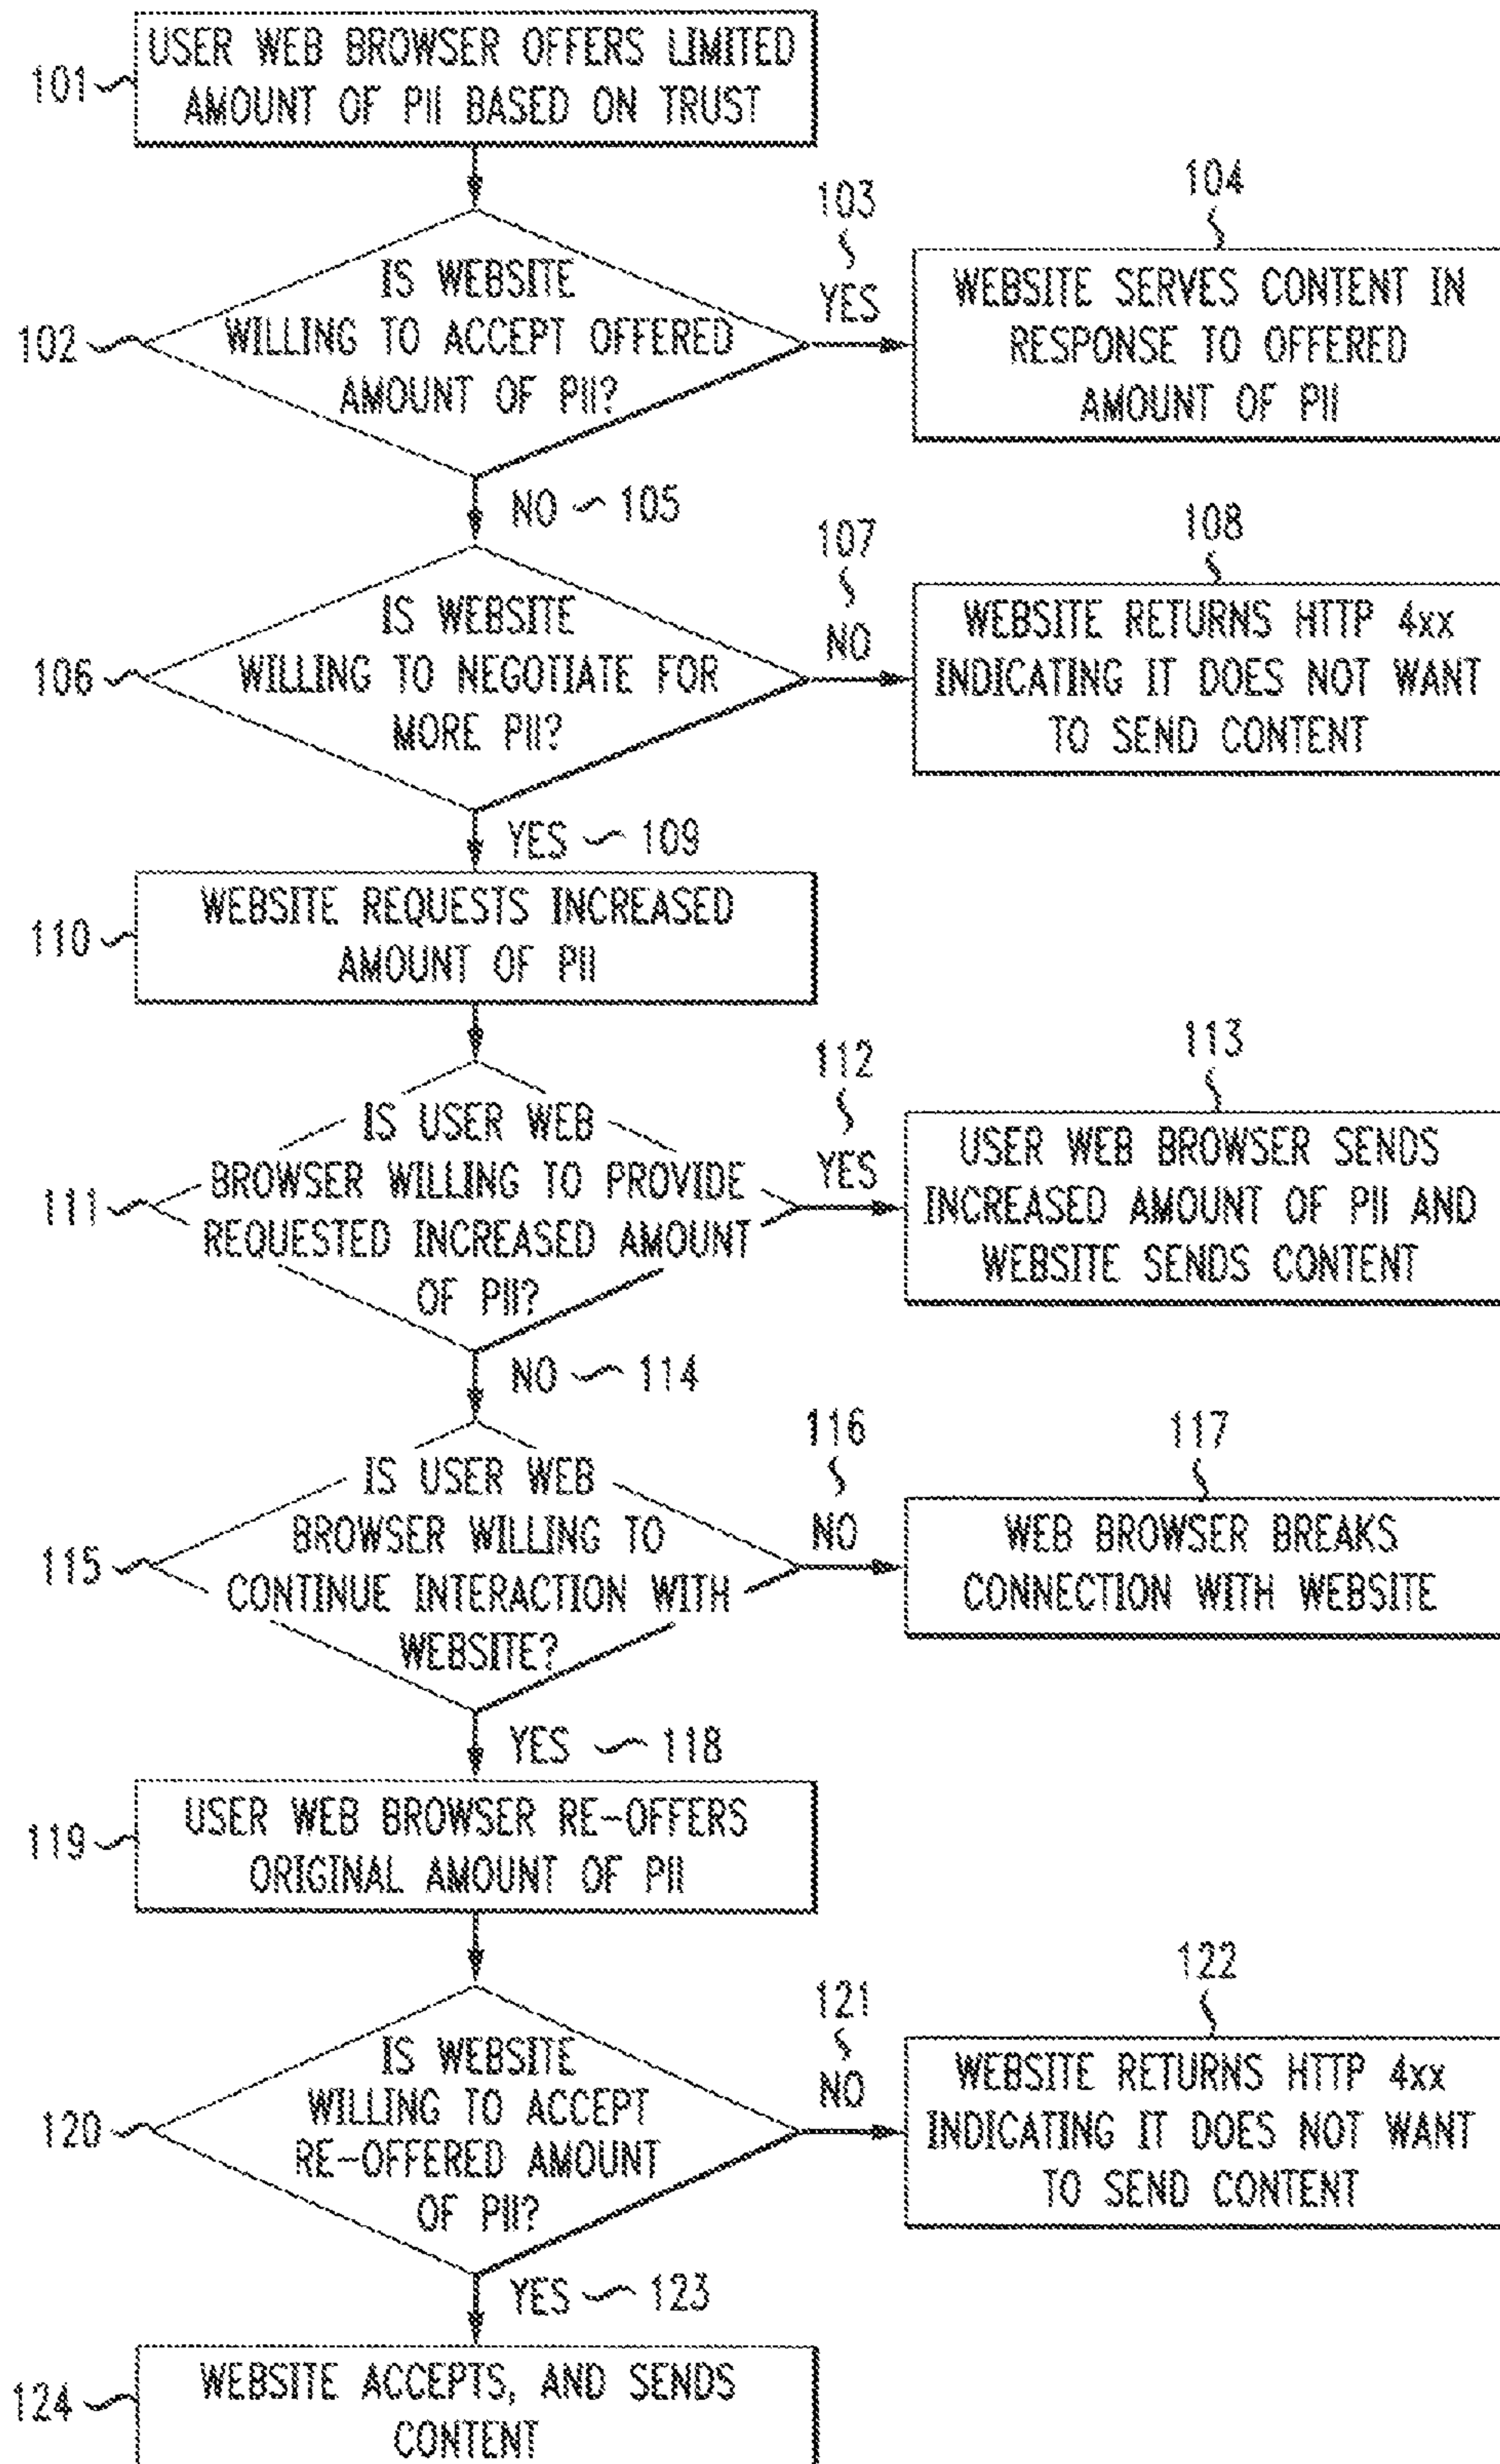 101
USER WEB BROWSER OFFERS LIMITED
AMOUNT OF PII BASED ON TRUST
102
IS WEBSITE
WILLING TO ACCEPT OFFERED
AMOUNT OF PII?
103
YES
104
WEBSITE SERVES CONTENT IN
RESPONSE TO OFFERED
AMOUNT OF PII
NO 105
106
IS WEBSITE
WILLING TO NEGOTIATE FOR
MORE PII?
107
NO
108
WEBSITE RETURNS HTTP 4xx
INDICATING IT DOES NOT WANT
TO SEND CONTENT
YES 109
110
WEBSITE REQUESTS INCREASED
AMOUNT OF PII
111
IS USER WEB
BROWSER WILLING TO PROVIDE
REQUESTED INCREASED AMOUNT
OF PII?
112
YES
113
USER WEB BROWSER SENDS
INCREASED AMOUNT OF PII AND
WEBSITE SENDS CONTENT
NO 114
115
IS USER WEB
BROWSER WILLING TO
CONTINUE INTERACTION WITH
WEBSITE?
116
NO
117
WEB BROWSER BREAKS
CONNECTION WITH WEBSITE
YES 118
119
USER WEB BROWSER RE-OFFERS
ORIGINAL AMOUNT OF PII
120
IS WEBSITE
WILLING TO ACCEPT
RE-OFFERED AMOUNT
OF PII?
121
NO
122
WEBSITE RETURNS HTTP 4xx
INDICATING IT DOES NOT WANT
TO SEND CONTENT
YES 123
124
WEBSITE ACCEPTS, AND SENDS
CONTENT